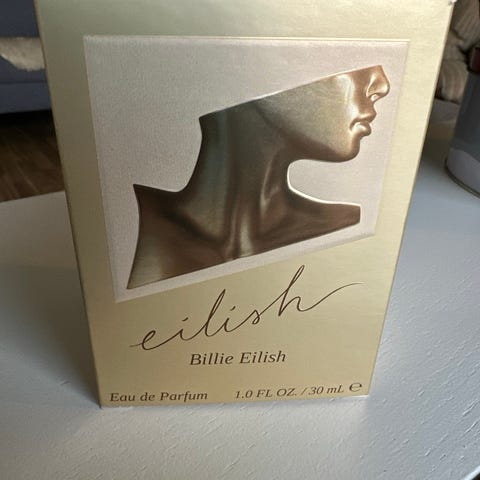 eilish
Billie Eilish
Eau de Parfum 1.0 FL OZ. / 30 mL ℮